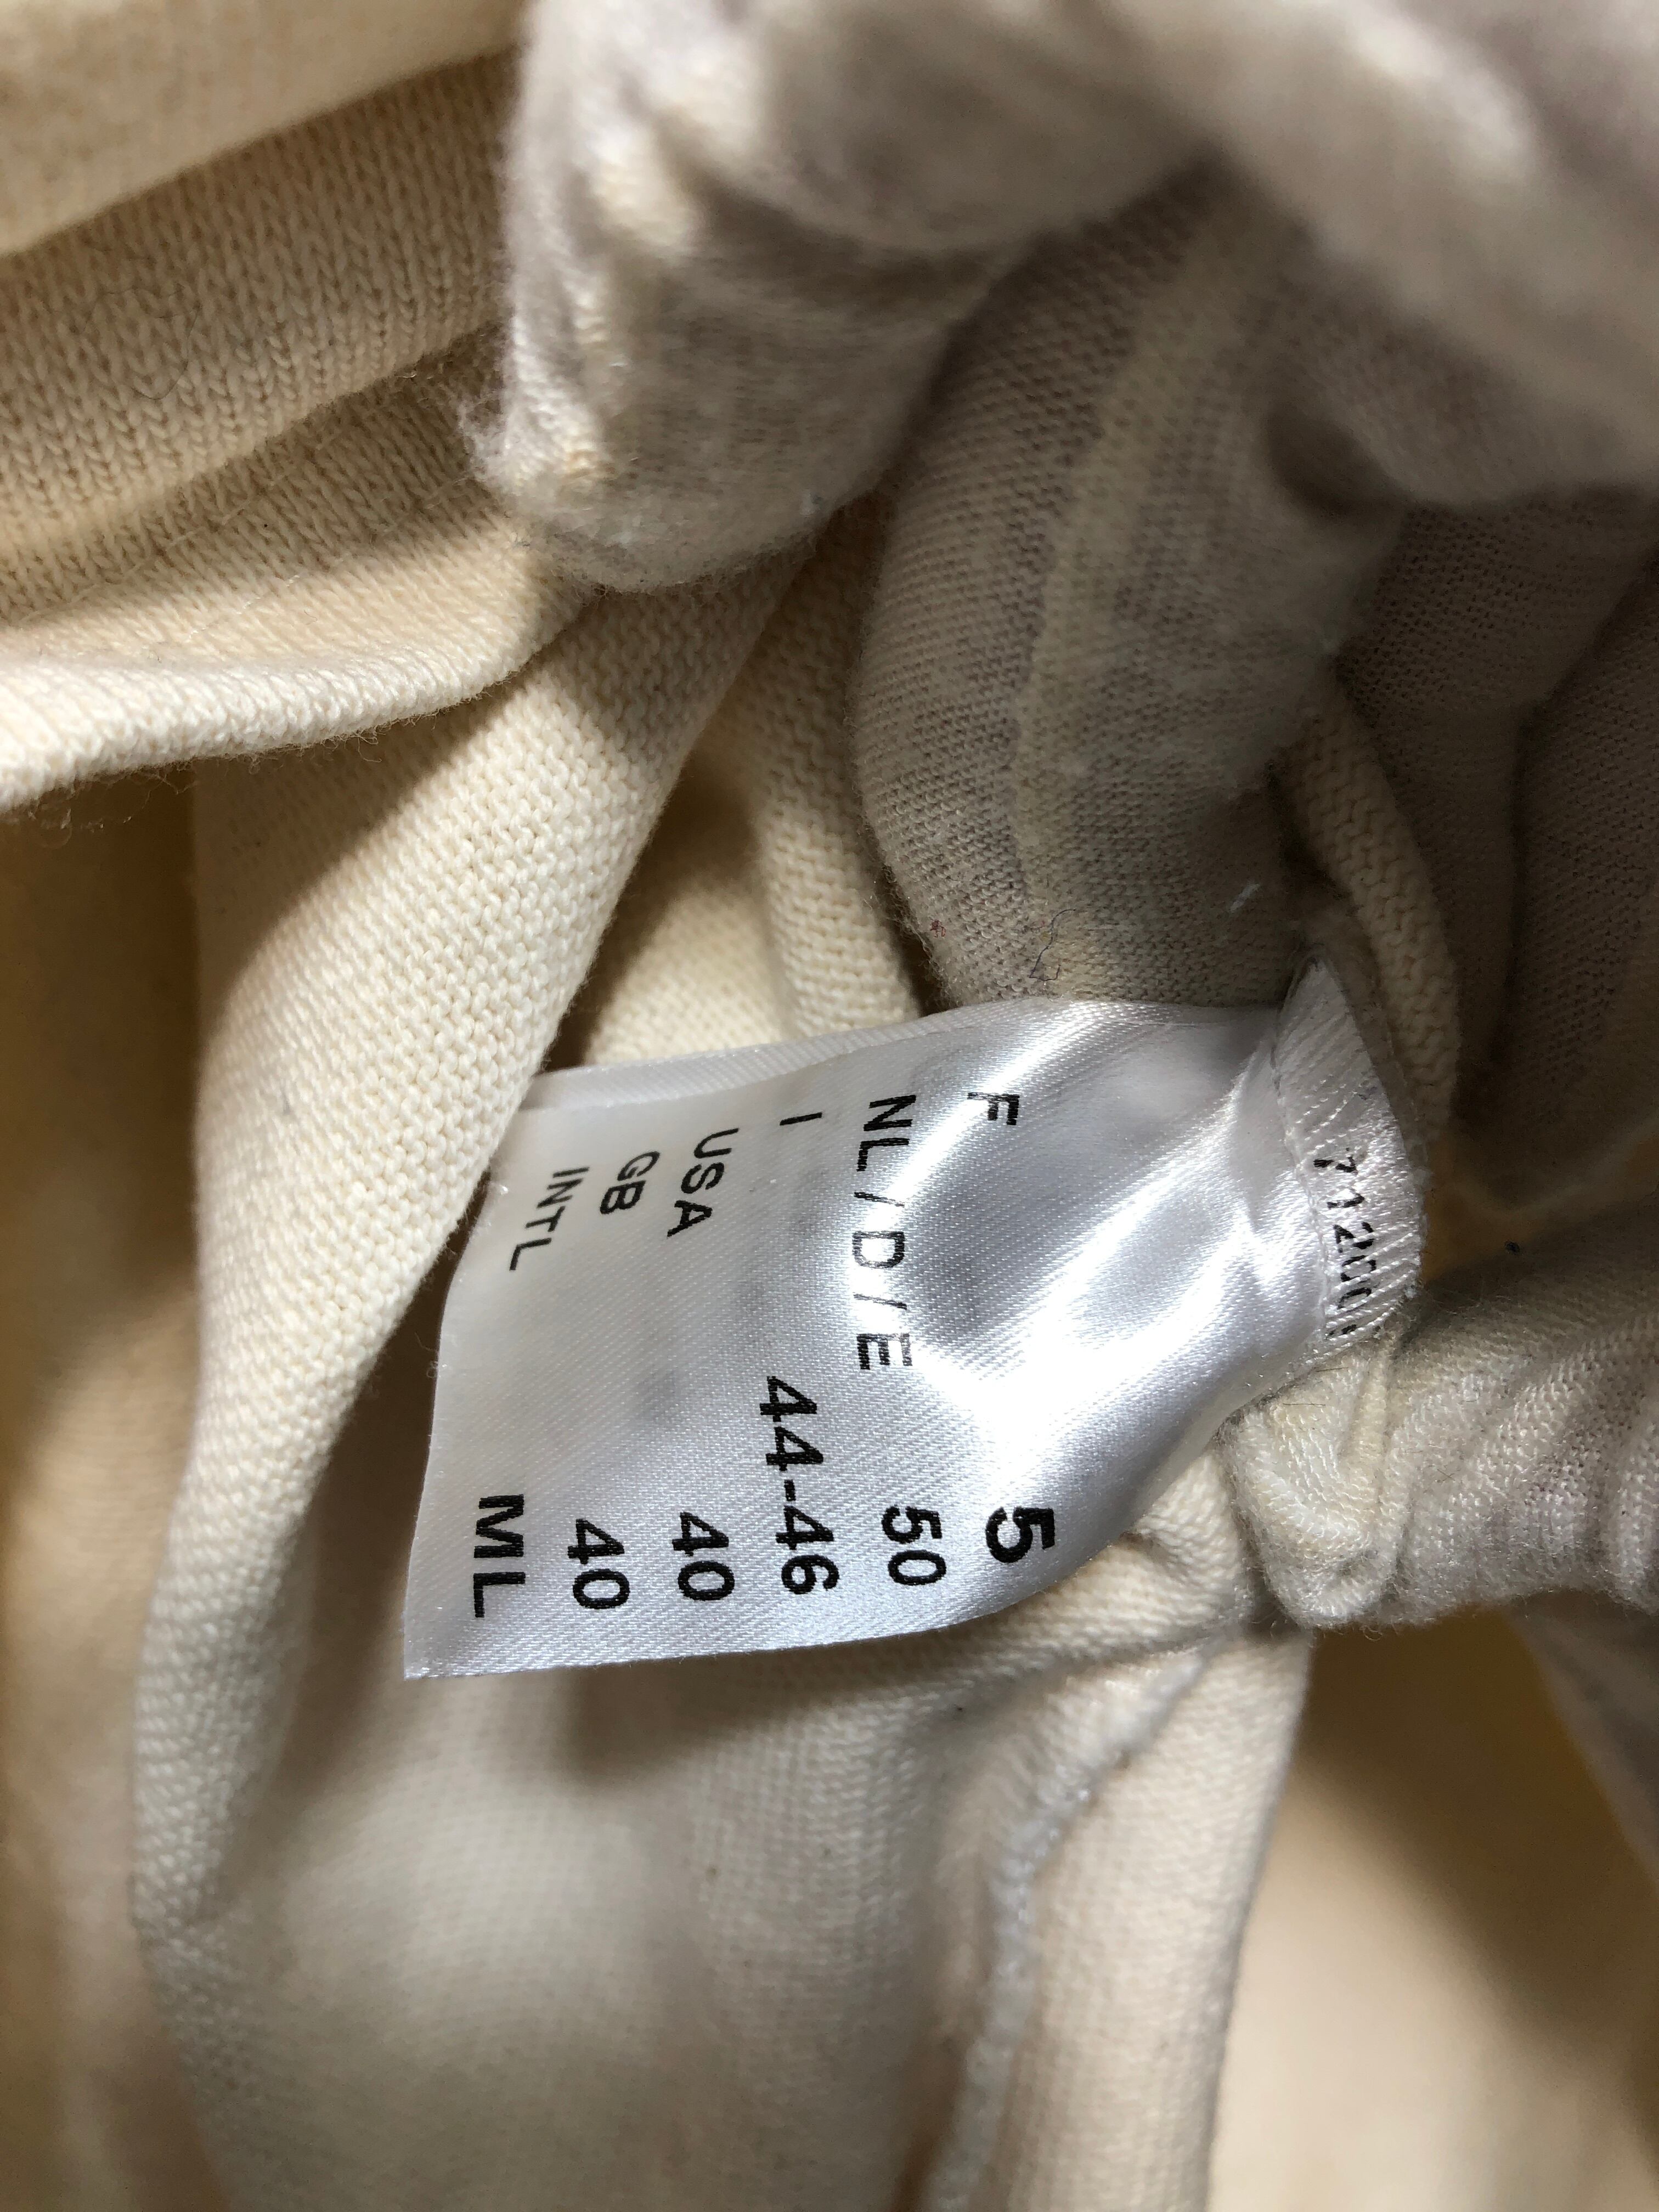 F 5
NL/D/E 50
I 44-46
USA 40
GB 40
INTL ML